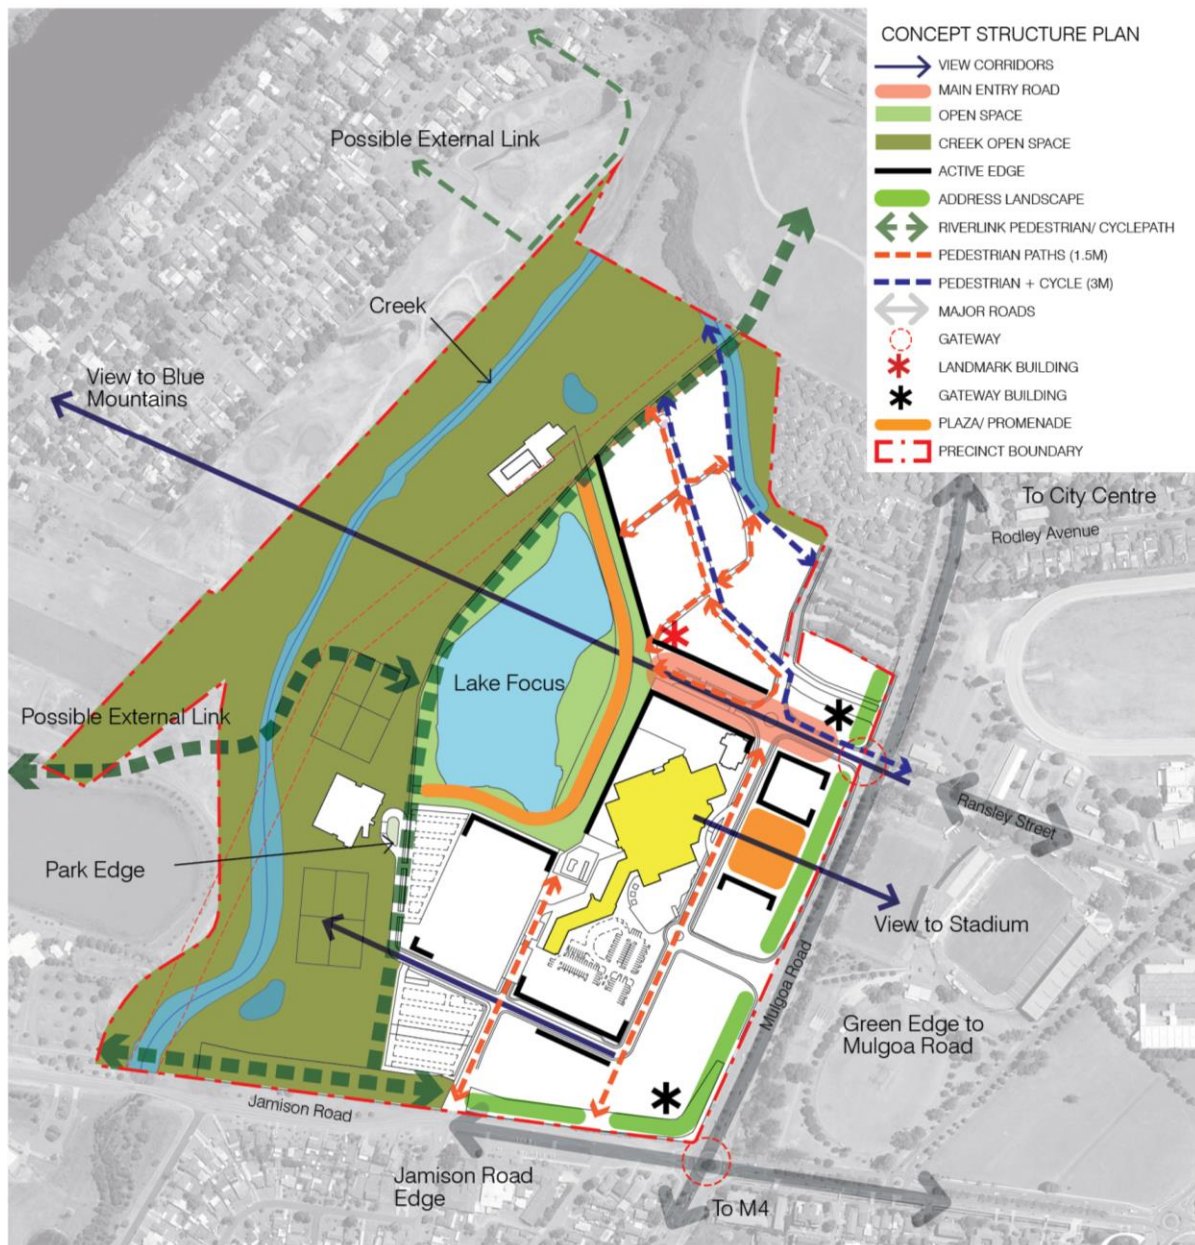 CONCEPT STRUCTURE PLAN
VIEW CORRIDORS
MAIN ENTRY ROAD
OPEN SPACE
CREEK OPEN SPACE
ACTIVE EDGE
ADDRESS LANDSCAPE
RIVERLINK PEDESTRIAN/ CYCLEPATH
PEDESTRIAN PATHS (1.5M)
PEDESTRIAN + CYCLE (3M)
MAJOR ROADS
GATEWAY
LANDMARK BUILDING
GATEWAY BUILDING
PLAZA/ PROMENADE
PRECINCT BOUNDARY
Possible External Link
Creek
View to Blue
Mountains
To City Centre
Rodley Avenue
Lake Focus
Possible External Link
Ransley Street
Park Edge
View to Stadium
Mulgoa Road
Green Edge to
Mulgoa Road
Jamison Road
Jamison Road
Edge
To M4